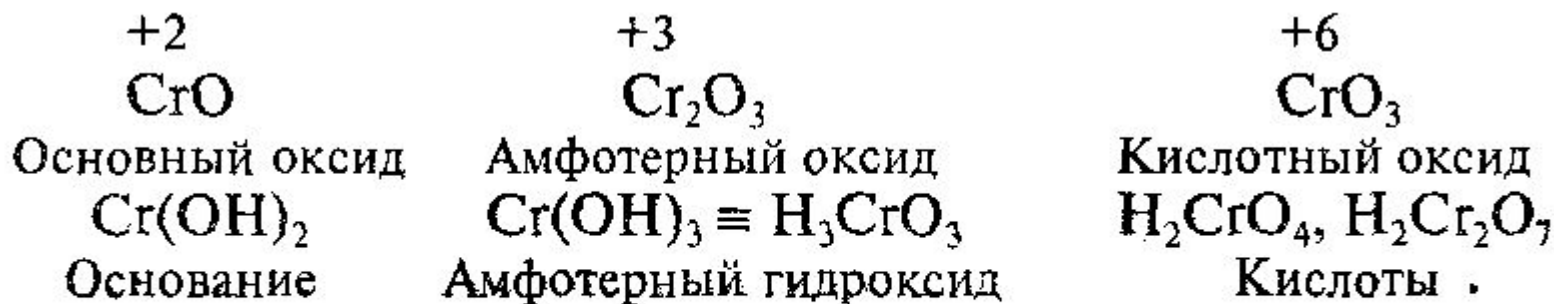 +2 +3 +6
CrO Cr₂O₃ CrO₃
Основный оксид Амфотерный оксид Кислотный оксид
Cr(OH)₂ Cr(OH)₃ ≡ H₃CrO₃ H₂CrO₄, H₂Cr₂O₇
Основание Амфотерный гидроксид Кислоты .